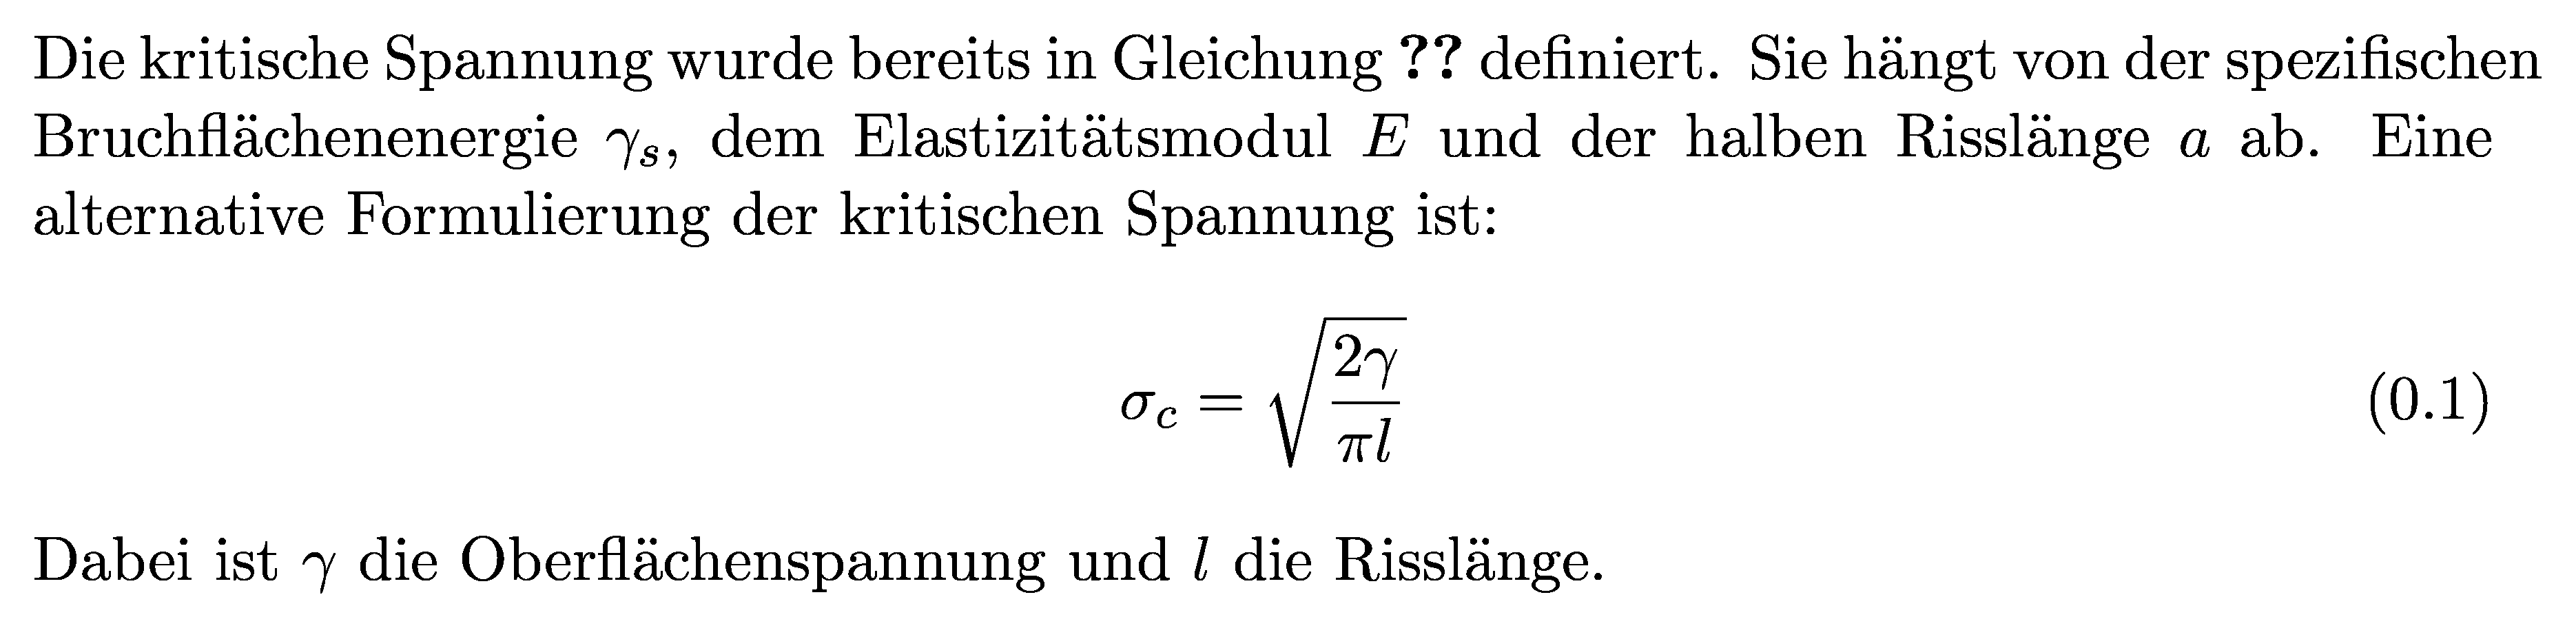 Die kritische Spannung wurde bereits in Gleichung ?? definiert. Sie hängt von der spezifischen
Bruchflächenenergie γₛ, dem Elastizitätsmodul E und der halben Risslänge a ab. Eine
alternative Formulierung der kritischen Spannung ist:
σ_c = √(2γ / πl) (0.1)
Dabei ist γ die Oberflächenspannung und l die Risslänge.